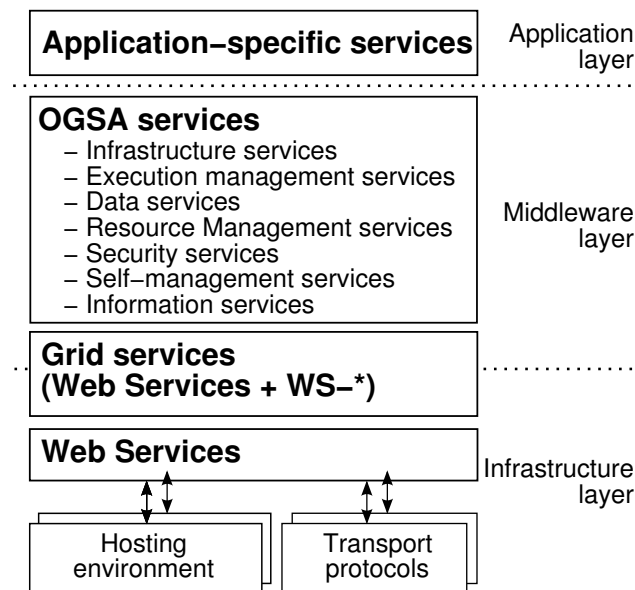 Application−specific services
Application
layer
OGSA services
− Infrastructure services
− Execution management services
− Data services
− Resource Management services
− Security services
− Self−management services
− Information services
Middleware
layer
Grid services
(Web Services + WS−*)
Web Services
Infrastructure
layer
Hosting
environment
Transport
protocols